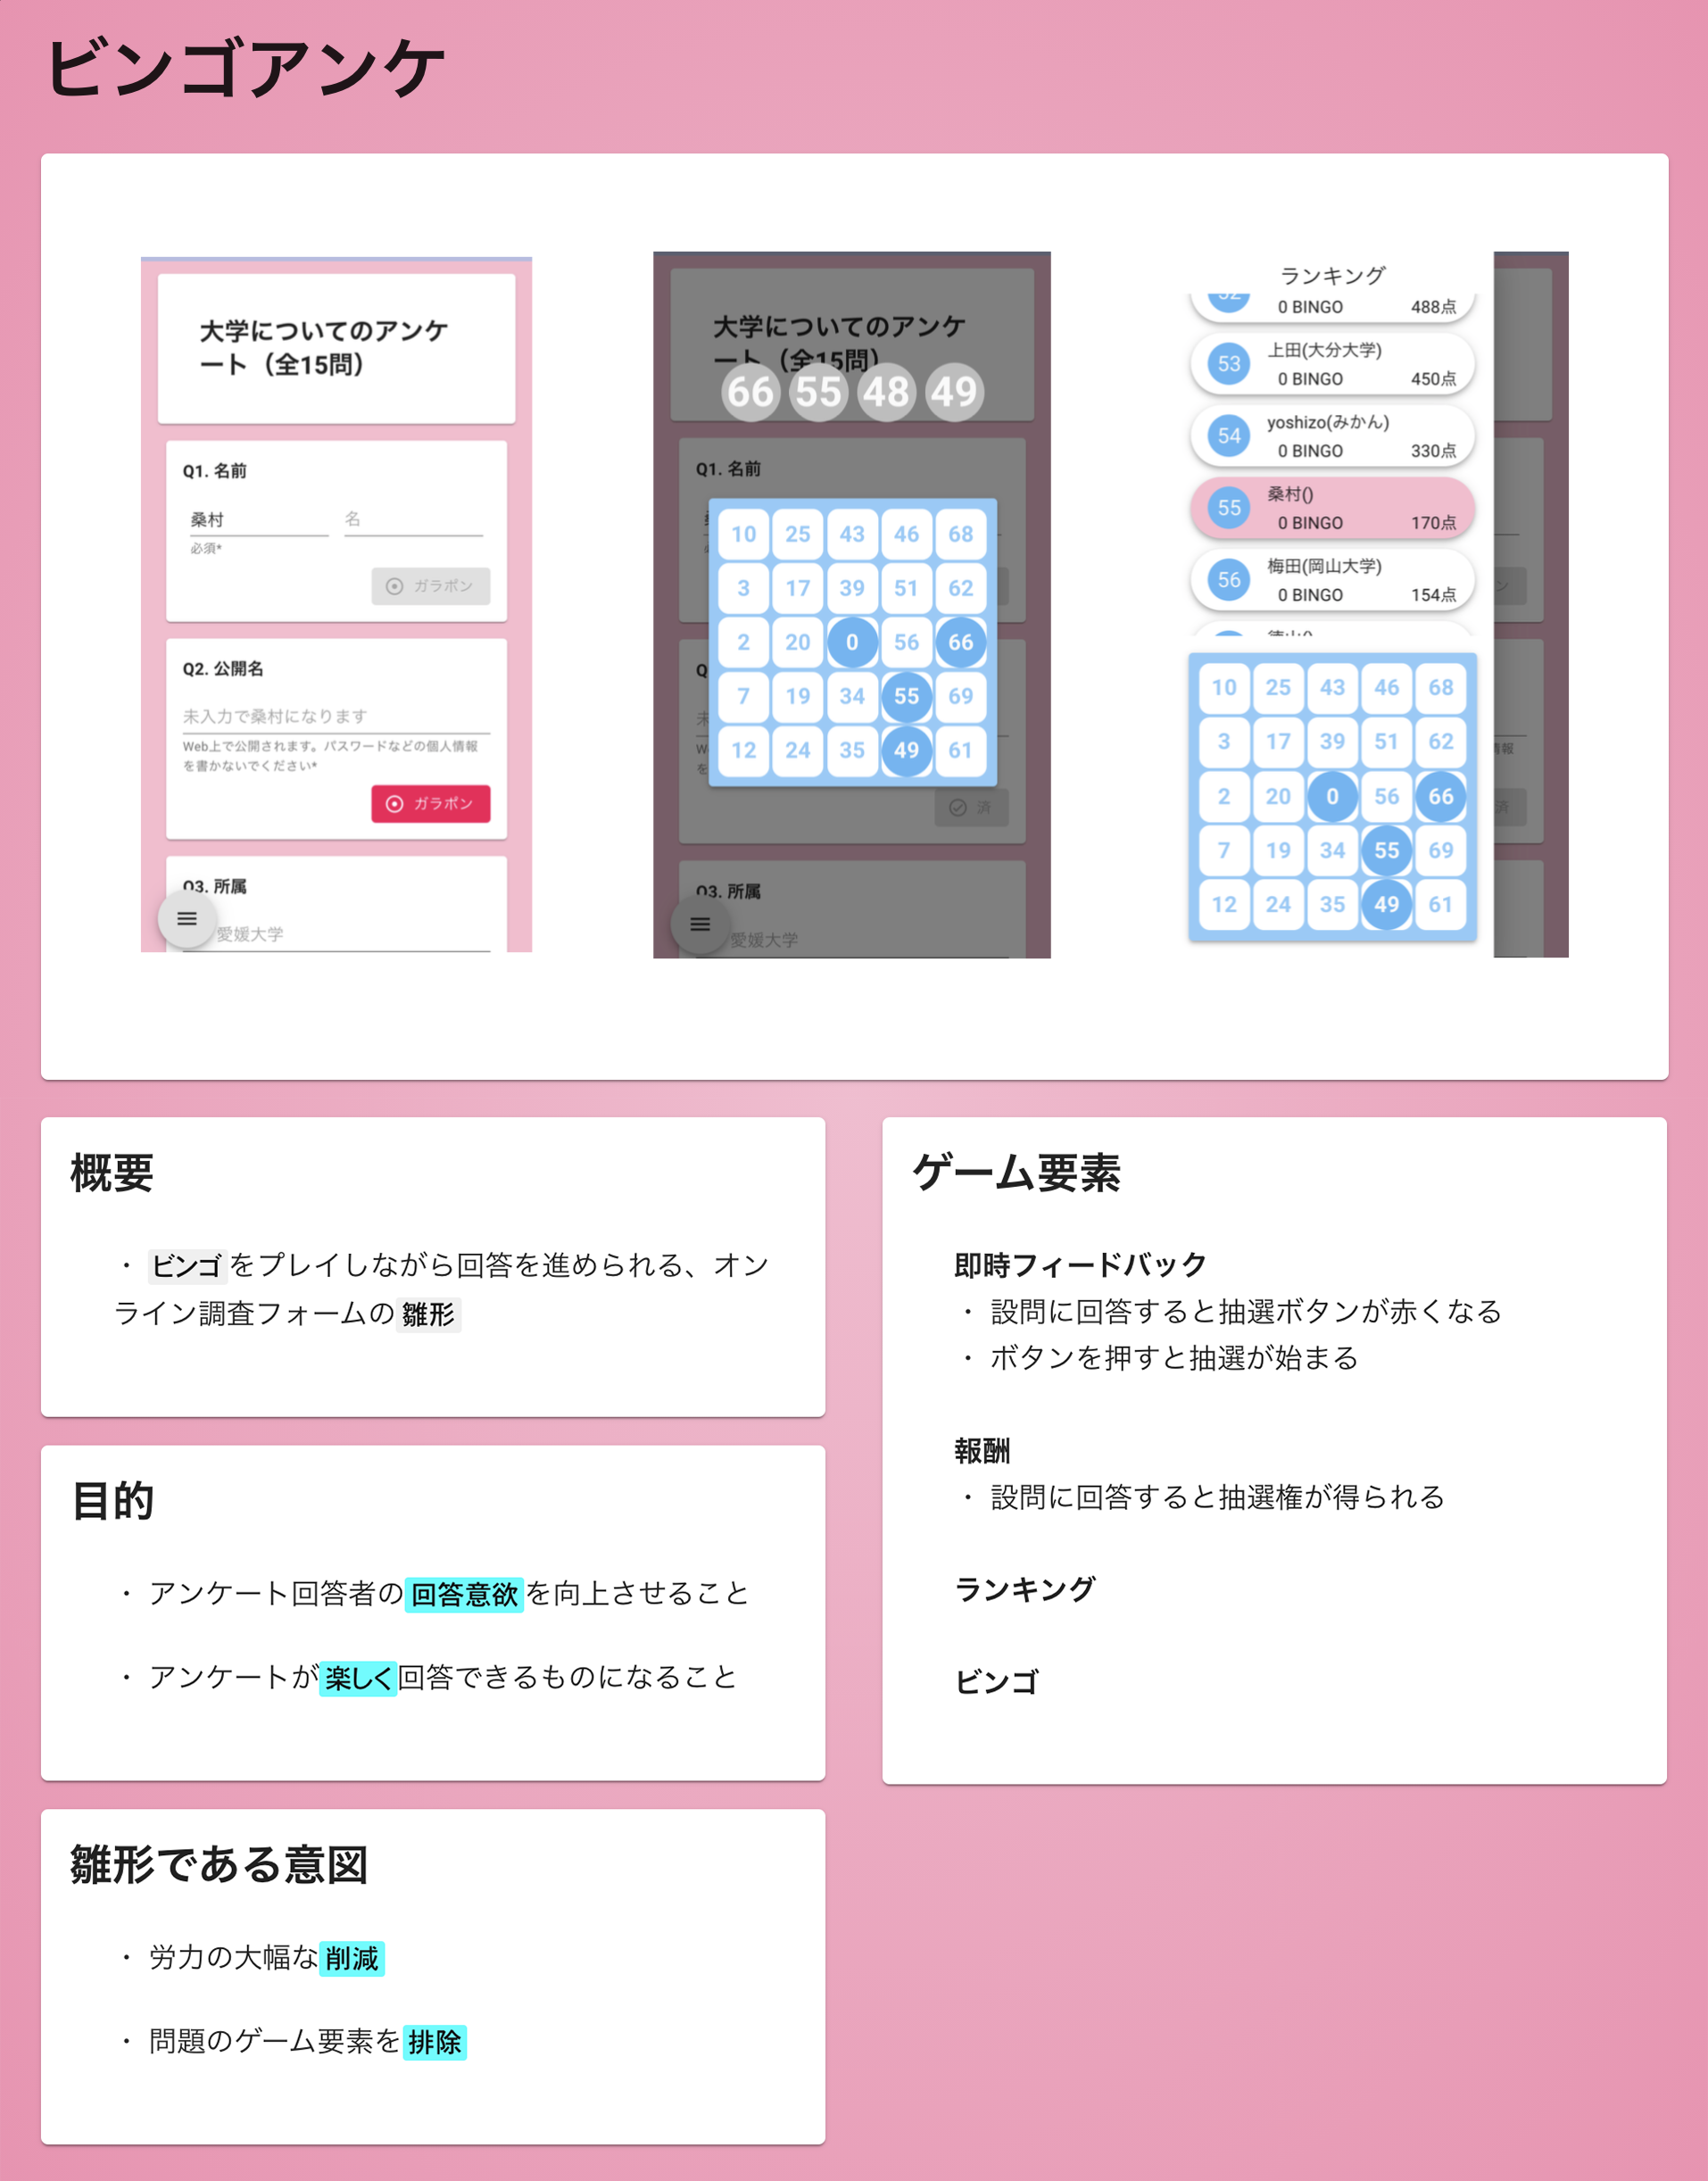 ビンゴアンケ
大学についてのアンケ
ート（全15問）
Q1. 名前
桑村 名
必須*
ガラポン
Q2. 公開名
未入力で桑村になります
Web上で公開されます。パスワードなどの個人情報
を書かないでください*
ガラポン
Q3. 所属
愛媛大学
大学についてのアンケ
ート（全15問）
66 55 48 49
Q1. 名前
10 25 43 46 68
3 17 39 51 62
2 20 0 56 66
7 19 34 55 69
12 24 35 49 61
済
Q3. 所属
愛媛大学
ランキング
52
0 BINGO 488点
53 上田(大分大学)
0 BINGO 450点
54 yoshizo(みかん)
0 BINGO 330点
55 桑村()
0 BINGO 170点
56 梅田(岡山大学)
0 BINGO 154点
10 25 43 46 68
3 17 39 51 62
2 20 0 56 66
7 19 34 55 69
12 24 35 49 61
ン
情報
済
概要
・ ビンゴをプレイしながら回答を進められる、オン
ライン調査フォームの雛形
目的
・ アンケート回答者の回答意欲を向上させること
・ アンケートが楽しく回答できるものになること
雛形である意図
・ 労力の大幅な削減
・ 問題のゲーム要素を排除
ゲーム要素
即時フィードバック
・ 設問に回答すると抽選ボタンが赤くなる
・ ボタンを押すと抽選が始まる
報酬
・ 設問に回答すると抽選権が得られる
ランキング
ビンゴ